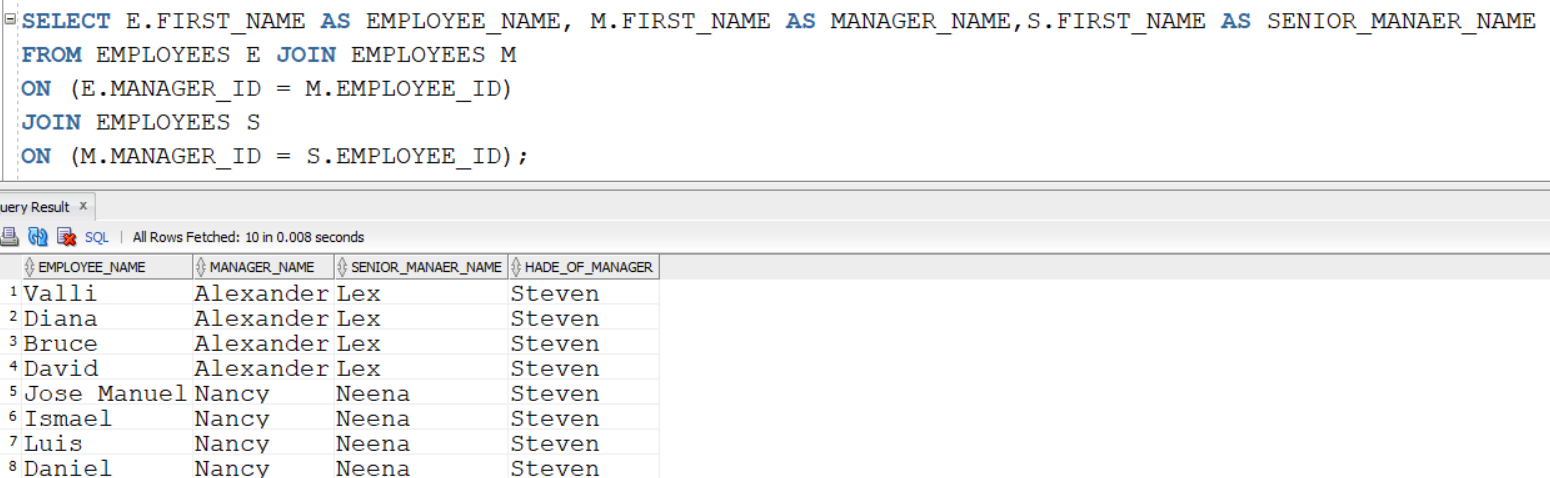 SELECT E.FIRST_NAME AS EMPLOYEE_NAME, M.FIRST_NAME AS MANAGER_NAME,S.FIRST_NAME AS SENIOR_MANAER_NAME
FROM EMPLOYEES E JOIN EMPLOYEES M
ON (E.MANAGER_ID = M.EMPLOYEE_ID)
JOIN EMPLOYEES S
ON (M.MANAGER_ID = S.EMPLOYEE_ID);
uery Result x
SQL | All Rows Fetched: 10 in 0.008 seconds
EMPLOYEE_NAME MANAGER_NAME SENIOR_MANAER_NAME HADE_OF_MANAGER
1 Valli Alexander Lex Steven
2 Diana Alexander Lex Steven
3 Bruce Alexander Lex Steven
4 David Alexander Lex Steven
5 Jose Manuel Nancy Neena Steven
6 Ismael Nancy Neena Steven
7 Luis Nancy Neena Steven
8 Daniel Nancy Neena Steven